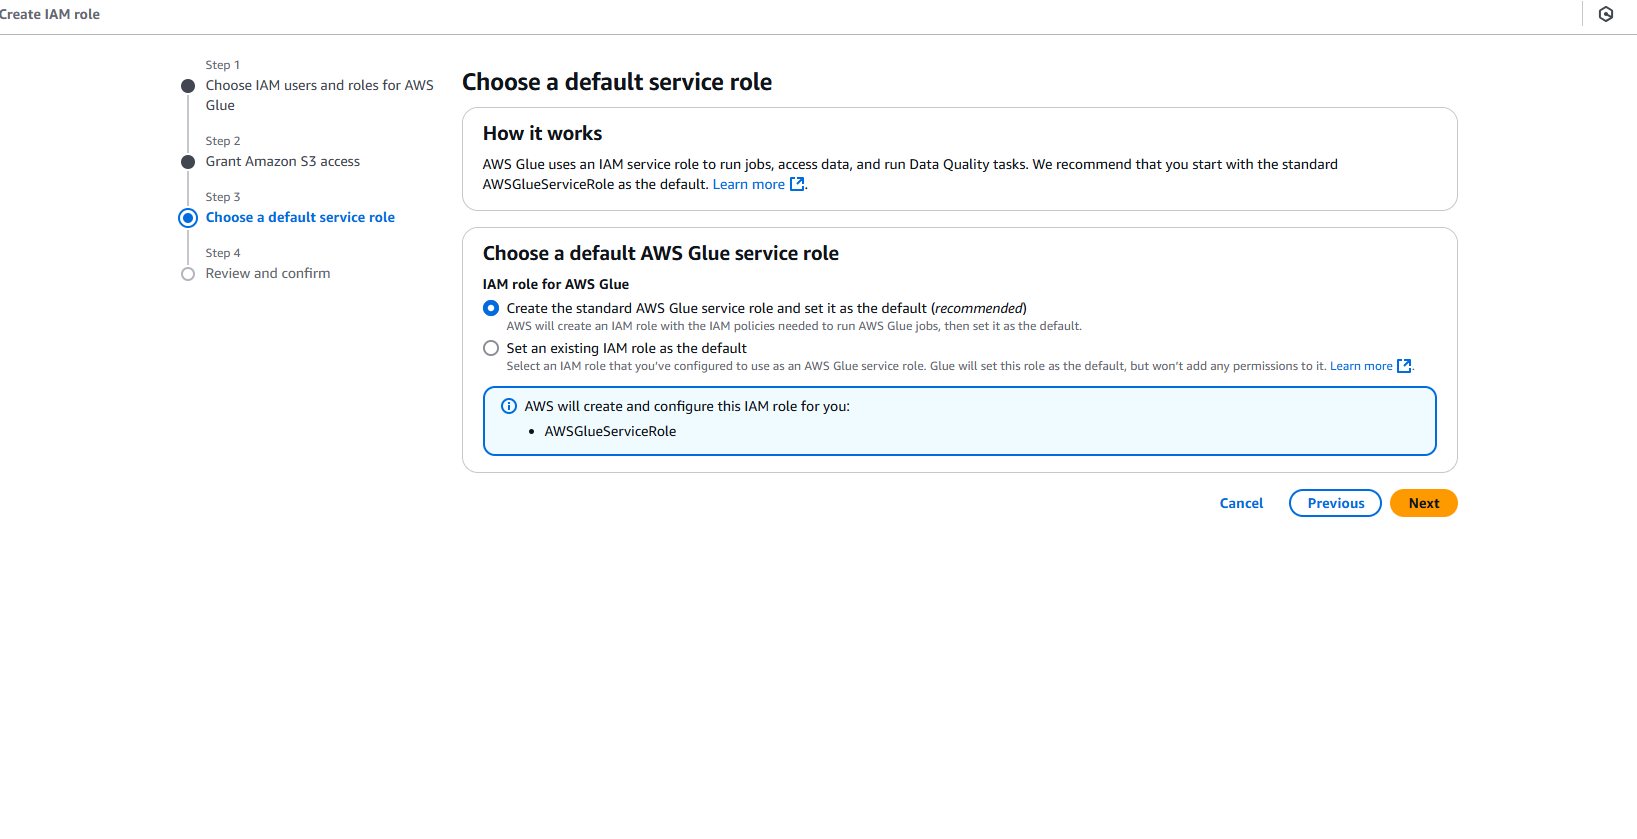 Create IAM role
Step 1
Choose IAM users and roles for AWS
Glue
Step 2
Grant Amazon S3 access
Step 3
Choose a default service role
Step 4
Review and confirm
Choose a default service role
How it works
AWS Glue uses an IAM service role to run jobs, access data, and run Data Quality tasks. We recommend that you start with the standard
AWSGlueServiceRole as the default. Learn more.
Choose a default AWS Glue service role
IAM role for AWS Glue
Create the standard AWS Glue service role and set it as the default (recommended)
AWS will create an IAM role with the IAM policies needed to run AWS Glue jobs, then set it as the default.
Set an existing IAM role as the default
Select an IAM role that you’ve configured to use as an AWS Glue service role. Glue will set this role as the default, but won’t add any permissions to it. Learn more.
AWS will create and configure this IAM role for you:
• AWSGlueServiceRole
Cancel Previous Next